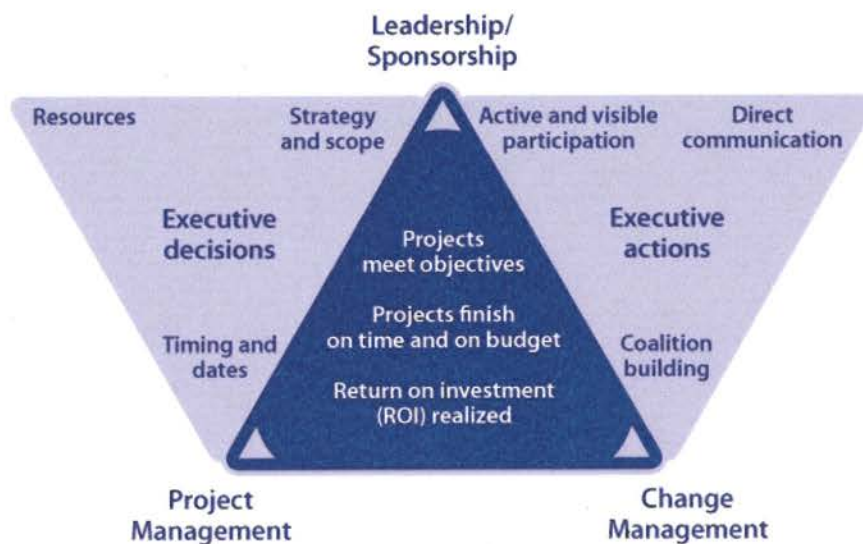 Leadership/
Sponsorship
Resources
Strategy
and scope
Active and visible
participation
Direct
communication
Executive
decisions
Executive
actions
Projects
meet objectives
Projects finish
on time and on budget
Timing and
dates
Coalition
building
Return on investment
(ROI) realized
Project
Management
Change
Management